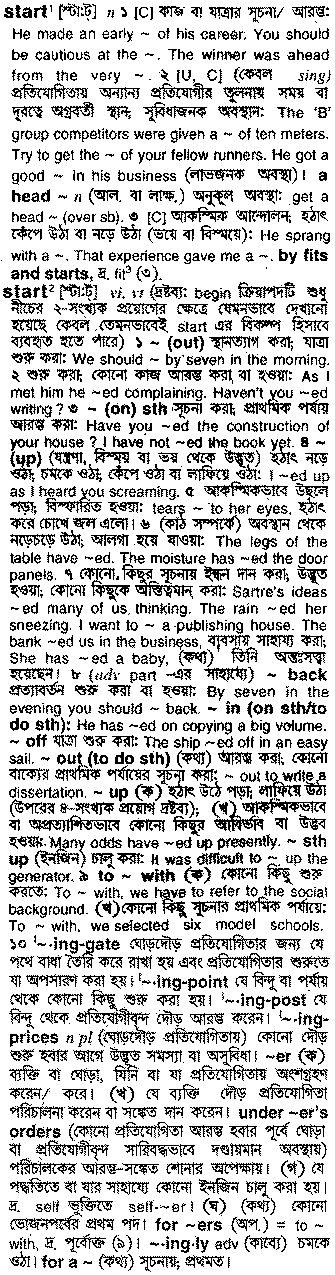 start¹ [স্টা:ট্] n ১ [C] কাজ বা যাত্রার সূচনা/ আরম্ভ:
He made an early ~ of his career. You should
be cautious at the ~. The winner was ahead
from the very ~. ২ [U, C] (কেবল sing)
প্রতিযোগিতায় অন্যান্য প্রতিযোগীর তুলনায় সময় বা
দূরত্বে অগ্রবর্তী স্থান; সুবিধাজনক অবস্থান: The 'B'
group competitors were given a ~ of ten meters.
Try to get the ~ of your fellow runners. He got a
good ~ in his business (লাভজনক অবস্থা)। a
head ~ n (আল. বা লাক্ষ.) অনুকূল অবস্থা: get a
head ~ (over sb). ৩ [C] আকস্মিক আন্দোলন; হঠাৎ
কেঁপে উঠা বা নড়ে উঠা (ভয়ে বা বিস্ময়ে): He sprang
with a ~. That experience gave me a ~. by fits
and starts, দ্র. fit³ (৩).
start² [স্টা:ট্] vi, vt (দ্রষ্টব্য: begin ক্রিয়াপদটি শুধু
নীচের ২-সংখ্যক প্রয়োগের ক্ষেত্রে যেমনভাবে দেখানো
হয়েছে কেবল তেমনভাবেই start এর বিকল্প হিসাবে
ব্যবহৃত হতে পারে) ১ ~ (out) স্থানত্যাগ করা; যাত্রা
শুরু করা: We should ~ by seven in the morning.
২ শুরু করা; কোনো কাজ আরম্ভ করা বা হওয়া: As I
met him he ~ed complaining. Haven't you ~ed
writing? ৩ ~ (on) sth সূচনা করা; প্রাথমিক পর্যায়
আরম্ভ করা: Have you ~ed the construction of
your house? I have not ~ed the book yet. ৪ ~
(up) (যন্ত্রণা, বিস্ময় বা ভয় থেকে উদ্ভূত) হঠাৎ নড়ে
ওঠা; চমকে ওঠা; কেঁপে ওঠা বা লাফিয়ে ওঠা: I ~ed up
as I heard you screaming. ৫ আকস্মিকভাবে উছলে
পড়া; বিস্ফারিত হওয়া: tears ~ to her eyes, হঠাৎ
করে চোখে জল এলো। ৬ (কাঠ সম্পর্কে) অবস্থান থেকে
নড়েচড়ে উঠা; আলগা হয়ে যাওয়া: The legs of the
table have ~ed. The moisture has ~ed the door
panels. ৭ কোনো কিছুর সূচনায় ইন্ধন দান করা; উদ্ভূত
হওয়া; কোনো কিছুকে অস্তিত্বমান করা: Sartre's ideas
~ed many of us thinking. The rain ~ed her
sneezing. I want to ~ a publishing house. The
bank ~ed us in the business, ব্যবসায় সাহায্য করা;
She has ~ed a baby, (কথ্য) তিনি অন্তঃসত্ত্বা
হয়েছেন। ৮ (adv part -এর সাহায্যে) ~ back
প্রত্যাবর্তন শুরু করা বা হওয়া: By seven in the
evening you should ~ back. ~ in (on sth/to
do sth): He has ~ed on copying a big volume.
~ off যাত্রা শুরু করা: The ship ~ed off in an easy
sail. ~ out (to do sth) (কথ্য) আরম্ভ করা; কোনো
বাক্যের প্রাথমিক পর্যায়ের সূচনা করা: ~ out to write a
dissertation. ~ up (ক) হঠাৎ উঠে পড়া; লাফিয়ে উঠা
(উপরের ৪-সংখ্যক প্রয়োগ দ্রষ্টব্য); (খ) আকস্মিকভাবে
বা অপ্রত্যাশিতভাবে কোনো কিছুর আবির্ভাব বা উদ্ভব
হওয়া: Many odds have ~ed up presently. ~ sth
up (ইনজিন) চালু করা: It was difficult to ~ up the
generator. ৯ to ~ with (ক) কোনো কিছু শুরু
করতে: To ~ with, we have to refer to the social
background. (খ) কোনো কিছু সূচনার প্রাথমিক পর্যায়ে:
To ~ with, we selected six model schools.
১০ '~·ing-gate ঘোড়দৌড় প্রতিযোগিতার জন্য যে
পথে বাধা তৈরি করে রাখা হয় এবং প্রতিযোগিতার শুরুতে
যা অপসারণ করা হয়। '~·ing-point যে বিন্দু বা পর্যায়
থেকে কোনো কিছু শুরু করা হয়। '~·ing-post যে
বিন্দু থেকে প্রতিযোগীবৃন্দ দৌড় আরম্ভ করেন। '~·ing-
prices n pl (ঘোড়দৌড় প্রতিযোগিতায়) কোনো দৌড়
শুরু হবার আগে উদ্ভূত সমস্যা বা অসুবিধা। ~er (ক)
ব্যক্তি বা ঘোড়া, যিনি বা যা প্রতিযোগিতায় অংশগ্রহণ
করেন/ করে। (খ) যে ব্যক্তি দৌড় প্রতিযোগিতা
পরিচালনা করেন বা সঙ্কেত দান করেন। under ~er's
orders (কোনো প্রতিযোগিতা আরম্ভ হবার পূর্বে ঘোড়া
বা প্রতিযোগীবৃন্দ সারিবদ্ধভাবে দণ্ডায়মান অবস্থায়)
পরিচালকের আরম্ভ-সঙ্কেত শোনার অপেক্ষায়। (গ) যে
পদ্ধতিতে বা যার সাহায্যে কোনো ইনজিন চালু করা হয়।
দ্র. self ভুক্তিতে self-~er। (ঘ) (কথ্য) কোনো
ভোজনপর্বের প্রথম পদ। for ~ers (অপ.) = to ~
with, দ্র. পূর্বোক্ত (৯)। ~·ing·ly adv (কাব্যে) চমকে
ওঠা। for a ~ (কথ্য) সূচনায়; প্রথমত।